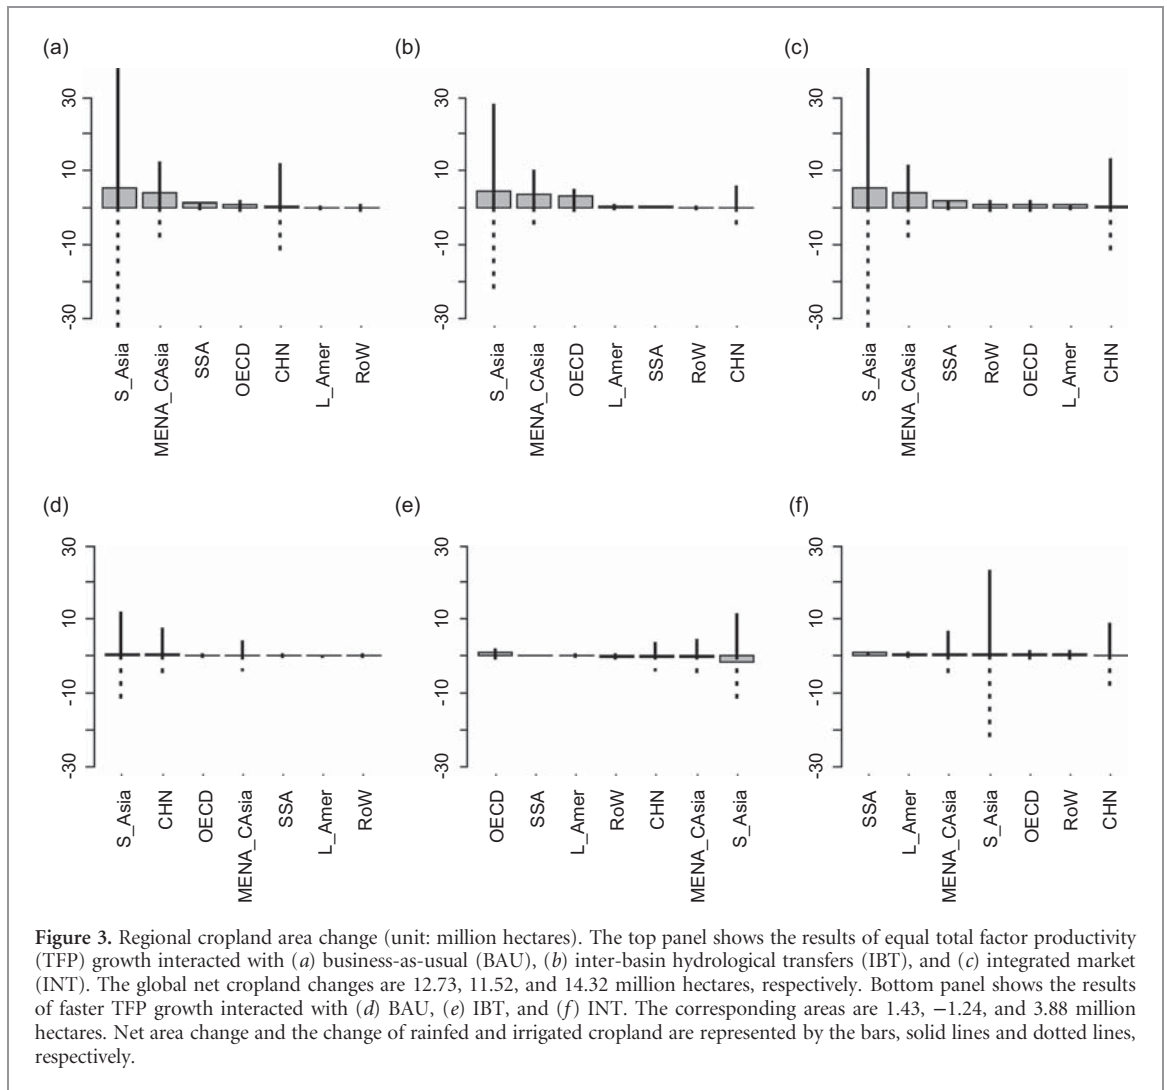 (a)
(b)
(c)
30
10
-10
-30
S_Asia
MENA_CAsia
SSA
OECD
CHN
L_Amer
RoW
30
10
-10
-30
S_Asia
MENA_CAsia
OECD
L_Amer
SSA
RoW
CHN
30
10
-10
-30
S_Asia
MENA_CAsia
SSA
RoW
OECD
L_Amer
CHN
(d)
(e)
(f)
30
10
-10
-30
S_Asia
CHN
OECD
MENA_CAsia
SSA
L_Amer
RoW
30
10
-10
-30
OECD
SSA
L_Amer
RoW
CHN
MENA_CAsia
S_Asia
30
10
-10
-30
SSA
L_Amer
MENA_CAsia
S_Asia
OECD
RoW
CHN
Figure 3. Regional cropland area change (unit: million hectares). The top panel shows the results of equal total factor productivity
(TFP) growth interacted with (a) business-as-usual (BAU), (b) inter-basin hydrological transfers (IBT), and (c) integrated market
(INT). The global net cropland changes are 12.73, 11.52, and 14.32 million hectares, respectively. Bottom panel shows the results
of faster TFP growth interacted with (d) BAU, (e) IBT, and (f) INT. The corresponding areas are 1.43, −1.24, and 3.88 million
hectares. Net area change and the change of rainfed and irrigated cropland are represented by the bars, solid lines and dotted lines,
respectively.